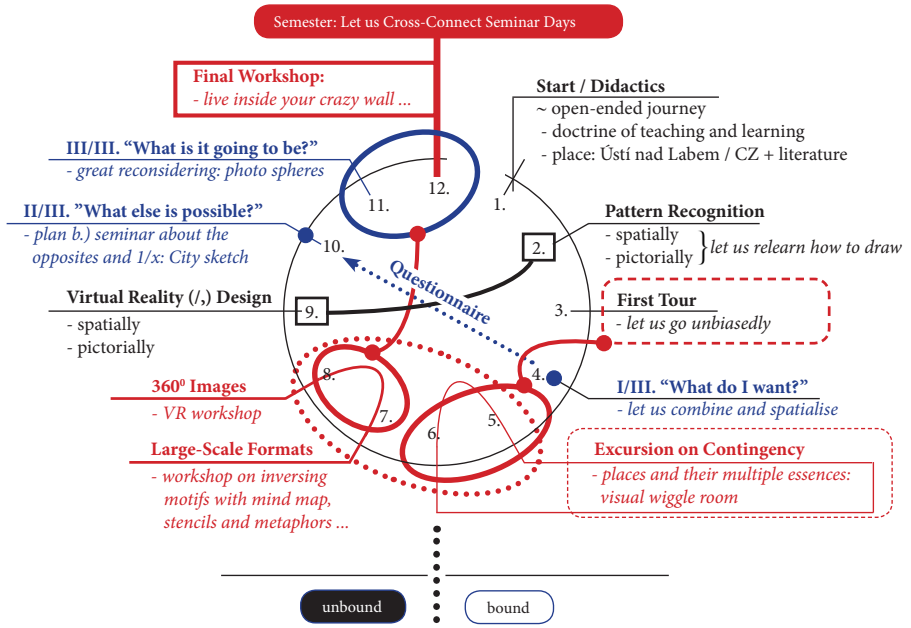 Semester: Let us Cross-Connect Seminar Days
Final Workshop:
- live inside your crazy wall ...
Start / Didactics
~ open-ended journey
- doctrine of teaching and learning
- place: Ústí nad Labem / CZ + literature
III/III. “What is it going to be?”
- great reconsidering: photo spheres
12.
11.
1.
II/III. "What else is possible?”
- plan b.) seminar about the
opposites and 1/x: City sketch
10.
Pattern Recognition
- spatially
- pictorially
} let us relearn how to draw
2.
Questionnaire
Virtual Reality (/,) Design
- spatially
- pictorially
9.
3.
First Tour
- let us go unbiasedly
4.
I/III. “What do I want?”
- let us combine and spatialise
360⁰ Images
- VR workshop
8.
7.
6.
5.
Large-Scale Formats
- workshop on inversing
motifs with mind map,
stencils and metaphors ...
Excursion on Contingency
- places and their multiple essences:
visual wiggle room
unbound
bound